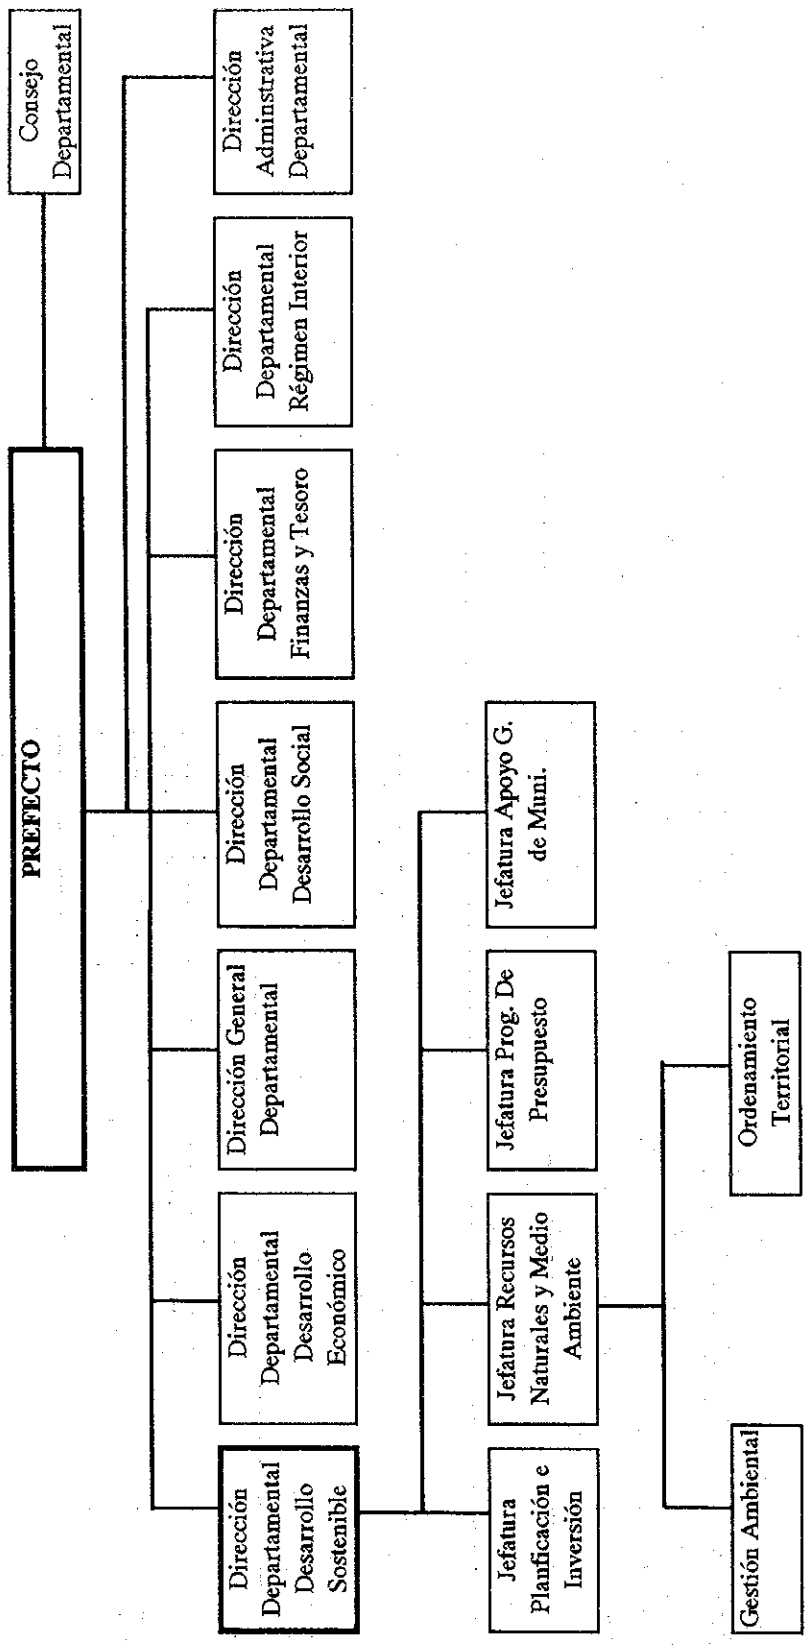 PREFECTO
Consejo
Departamental
Dirección
Departamental
Desarrollo
Sostenible
Dirección
Departamental
Desarrollo
Económico
Dirección General
Departamental
Dirección
Departamental
Desarrollo Social
Dirección
Departamental
Finanzas y Tesoro
Dirección
Departamental
Régimen Interior
Dirección
Adminstrativa
Departamental
Jefatura
Planficación e
Inversión
Jefatura Recursos
Naturales y Medio
Ambiente
Jefatura Prog. De
Presupuesto
Jefatura Apoyo G.
de Muni.
Gestión Ambiental
Ordenamiento
Territorial